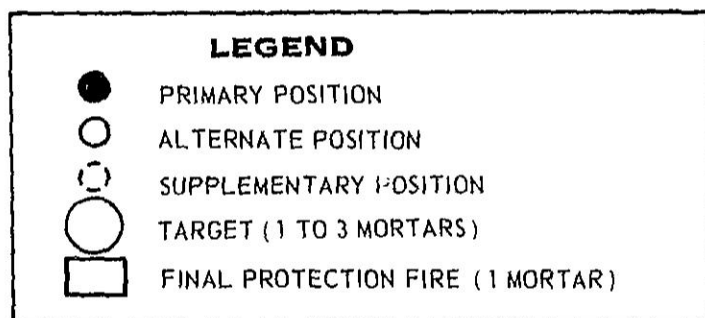 LEGEND
PRIMARY POSITION
ALTERNATE POSITION
SUPPLEMENTARY POSITION
TARGET (1 TO 3 MORTARS)
FINAL PROTECTION FIRE (1 MORTAR)